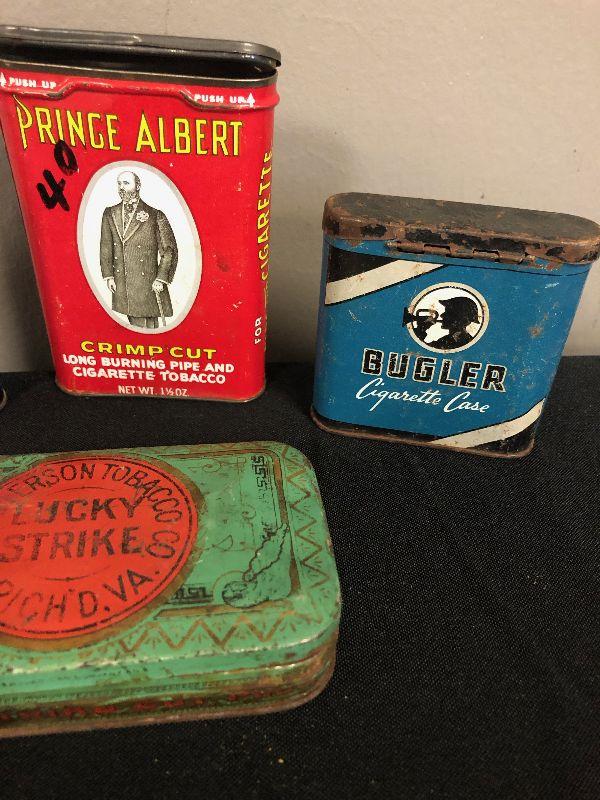 PUSH UP
PUSH UP
PRINCE ALBERT
40
FOR
CIGARETTE
CRIMP CUT
LONG BURNING PIPE AND
CIGARETTE TOBACCO
NET WT. 1½ OZ.
BUGLER
Cigarette Case
ERSON TOBACCO CO
LUCKY
STRIKE
RICH'D. VA.